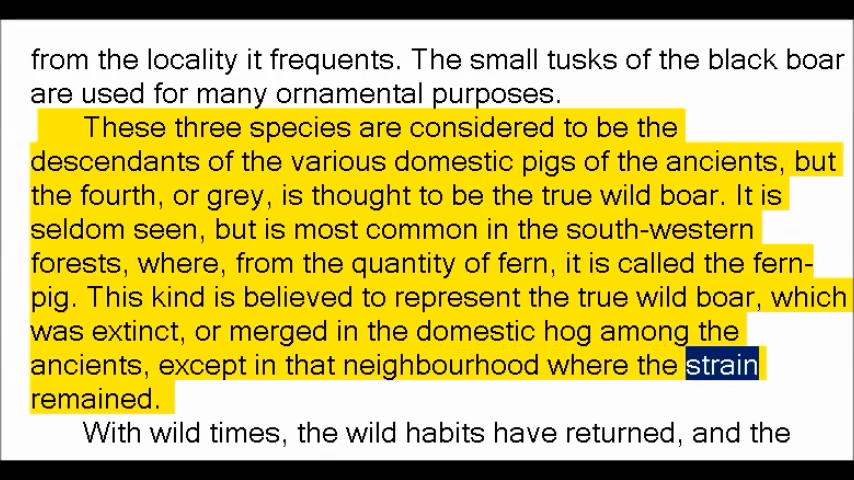 from the locality it frequents. The small tusks of the black boar
are used for many ornamental purposes.
These three species are considered to be the
descendants of the various domestic pigs of the ancients, but
the fourth, or grey, is thought to be the true wild boar. It is
seldom seen, but is most common in the south-western
forests, where, from the quantity of fern, it is called the fern-
pig. This kind is believed to represent the true wild boar, which
was extinct, or merged in the domestic hog among the
ancients, except in that neighbourhood where the strain
remained.
With wild times, the wild habits have returned, and the